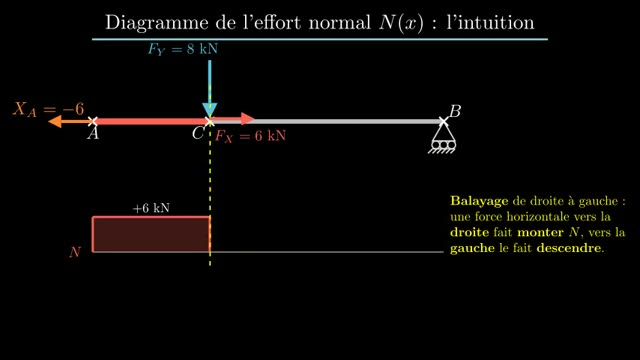 Diagramme de l'effort normal N(x) : l'intuition
F_Y = 8 kN
X_A = −6
B
A
C
F_X = 6 kN
+6 kN
N
Balayage de droite à gauche :
une force horizontale vers la
droite fait monter N, vers la
gauche le fait descendre.